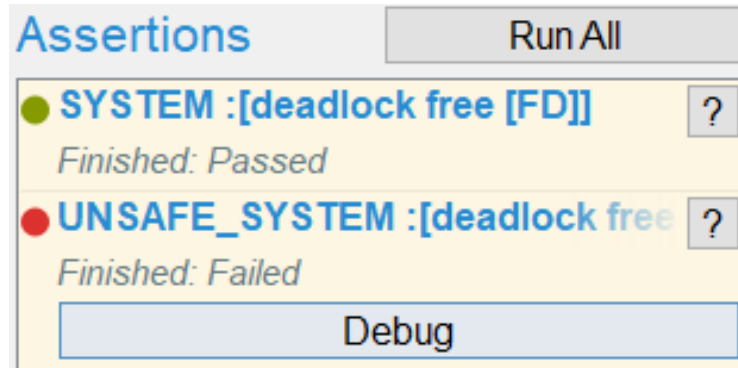 Assertions Run All
SYSTEM :[deadlock free [FD]] ?
Finished: Passed
UNSAFE_SYSTEM :[deadlock free ?
Finished: Failed
Debug